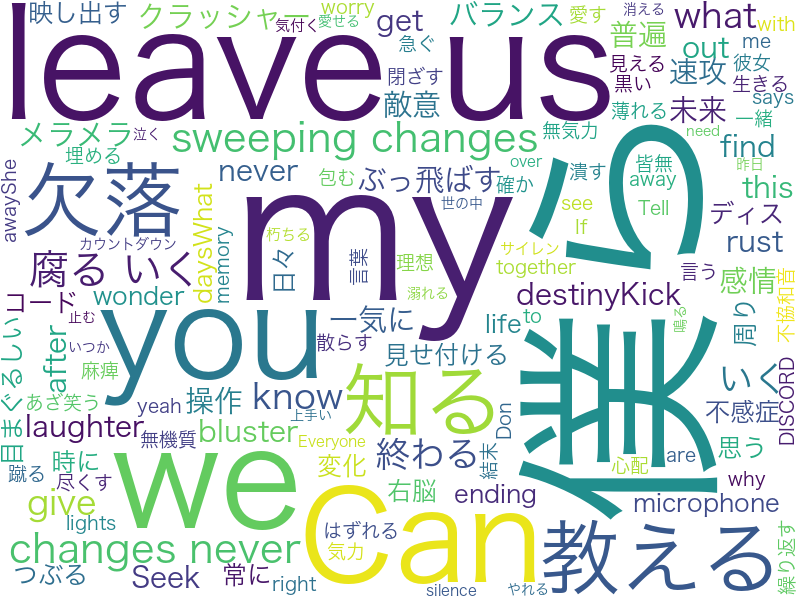 映し出す
クラッシャー
worry
気付く
愛せる
get
バランス
愛す
消える
what
with
leave us
急ぐ
普遍
out
me
閉ざす
敵意
見える
速攻
彼女
黒い
生きる
says
メラメラ
泣く
埋める
sweeping changes
無気力
薄れる
未来
一緒
need
find
over
欠落
never
包む
ぶっ飛ばす
確か
潰す
皆無
away
昨日
this
awayShe
my
僕ら
世の中
see
If
Tell
ディス
カウントダウン
朽ちる
サイレン
rust
daysWhat
memory
日々
言葉
理想
together
言う
感情
不協和音
腐る いく
溺れる
コード
wonder
destinyKick
周り
you
止む
一気に
life
to
鳴る
目まぐるしい
after
いつか
散らす
見せ付ける
麻痺
知る
いく
DISCORD
あざ笑う
yeah
操作
know
上手い
Don
不感症
laughter
無機質
bluster
Everyone
終わる
結末
思う
蹴る
時に
尽くす
we
変化
心配
are
why
give
右脳
ending
microphone
lights
Can
はずれる
changes never
気力
教える
繰り返す
つぶる
Seek
常に
right
silence
やれる